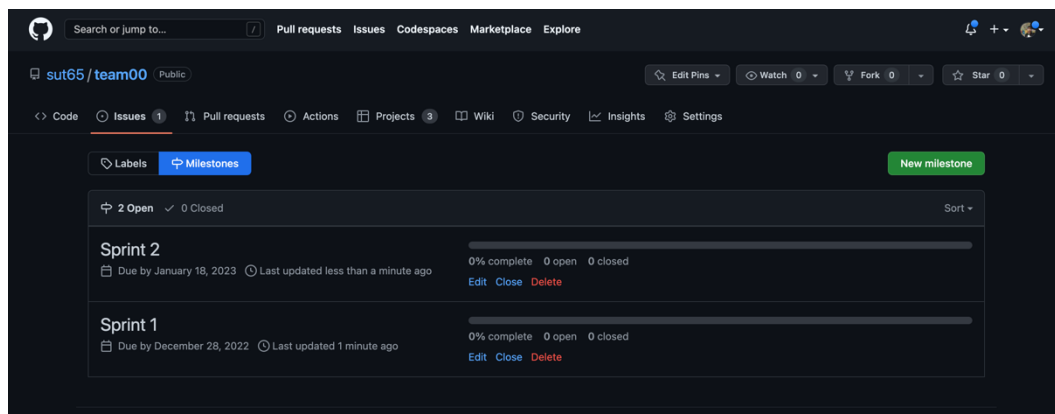 Search or jump to... / Pull requests Issues Codespaces Marketplace Explore
sut65 / team00 Public Edit Pins Watch 0 Fork 0 Star 0
Code Issues 1 Pull requests Actions Projects 3 Wiki Security Insights Settings
Labels Milestones New milestone
2 Open 0 Closed Sort
Sprint 2
Due by January 18, 2023 Last updated less than a minute ago
0% complete 0 open 0 closed
Edit Close Delete
Sprint 1
Due by December 28, 2022 Last updated 1 minute ago
0% complete 0 open 0 closed
Edit Close Delete